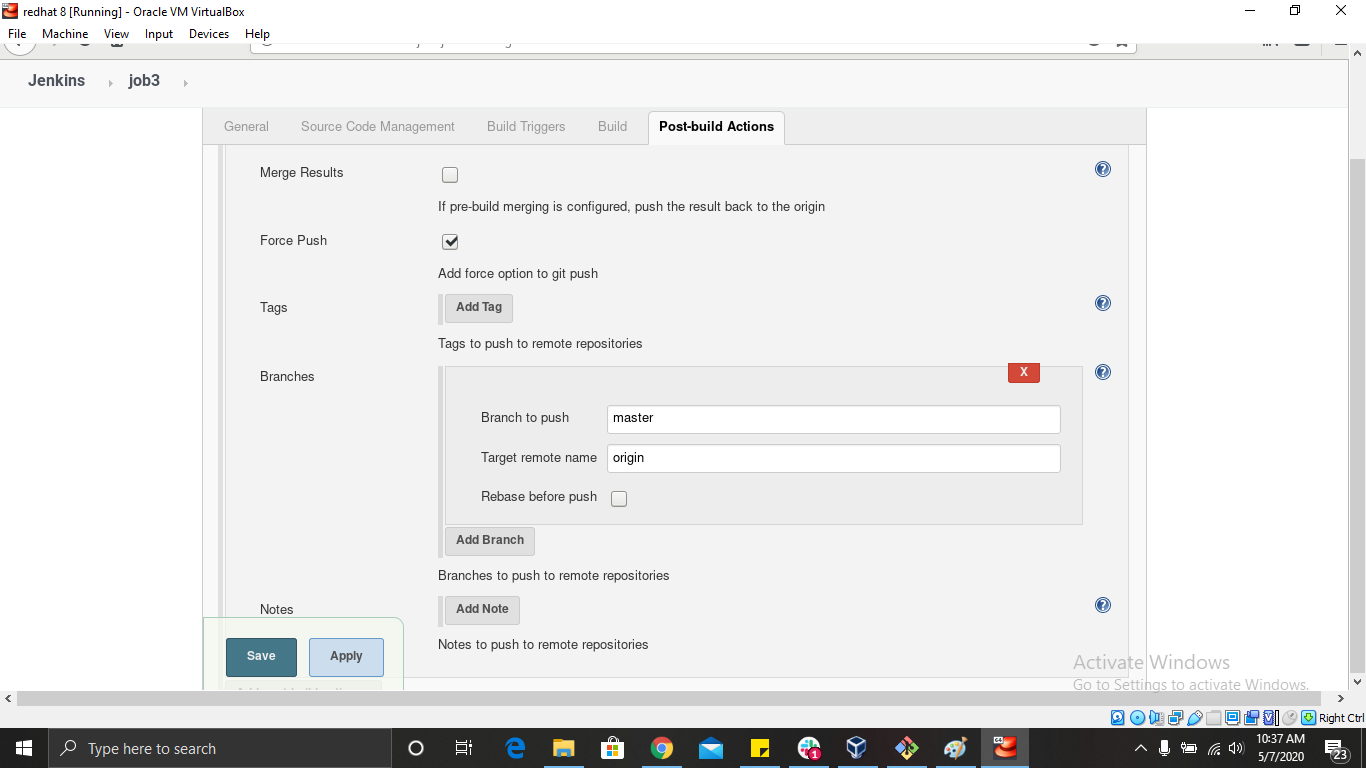 redhat 8 [Running] - Oracle VM VirtualBox
File Machine View Input Devices Help
Jenkins job3
General Source Code Management Build Triggers Build Post-build Actions
Merge Results
If pre-build merging is configured, push the result back to the origin
Force Push
Add force option to git push
Tags Add Tag
Tags to push to remote repositories
Branches X
Branch to push master
Target remote name origin
Rebase before push
Add Branch
Branches to push to remote repositories
Notes Add Note
Notes to push to remote repositories
Save Apply
Activate Windows
Go to Settings to activate Windows.
Right Ctrl
Type here to search
1
10:37 AM
5/7/2020
23